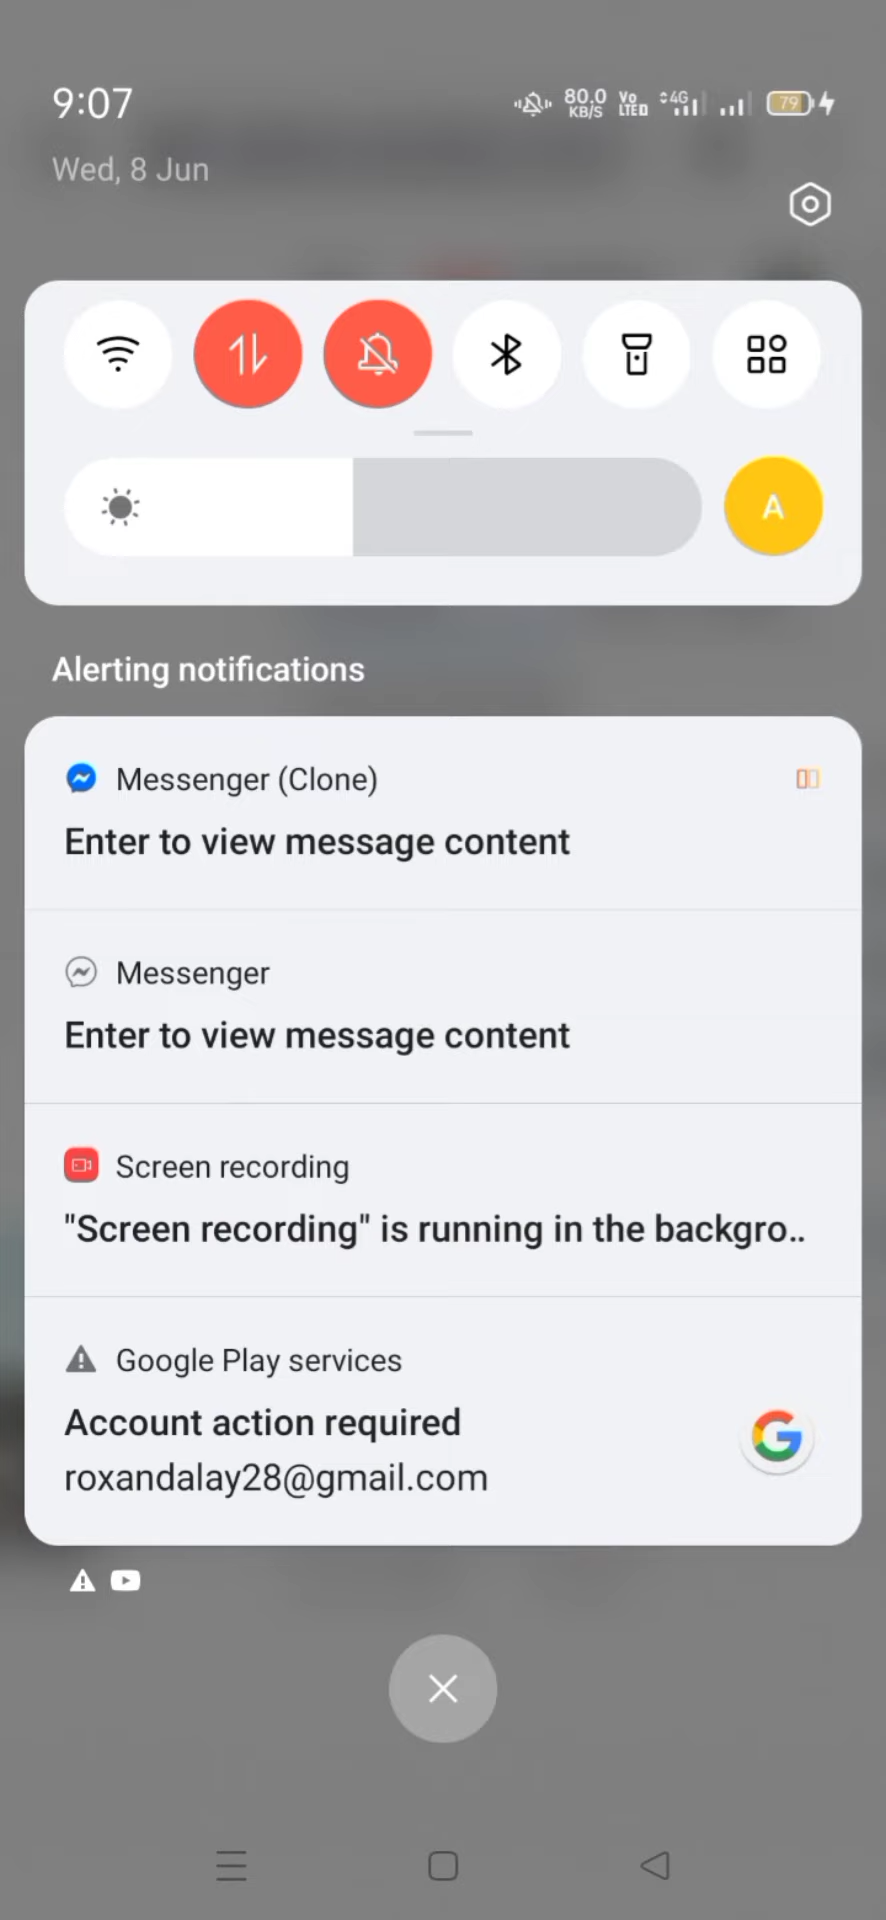 9:07
80.0
KB/S
Vo
LTED
4G
79
Wed, 8 Jun
A
Alerting notifications
Messenger (Clone)
Enter to view message content
Messenger
Enter to view message content
Screen recording
"Screen recording" is running in the backgro..
Google Play services
Account action required
roxandalay28@gmail.com